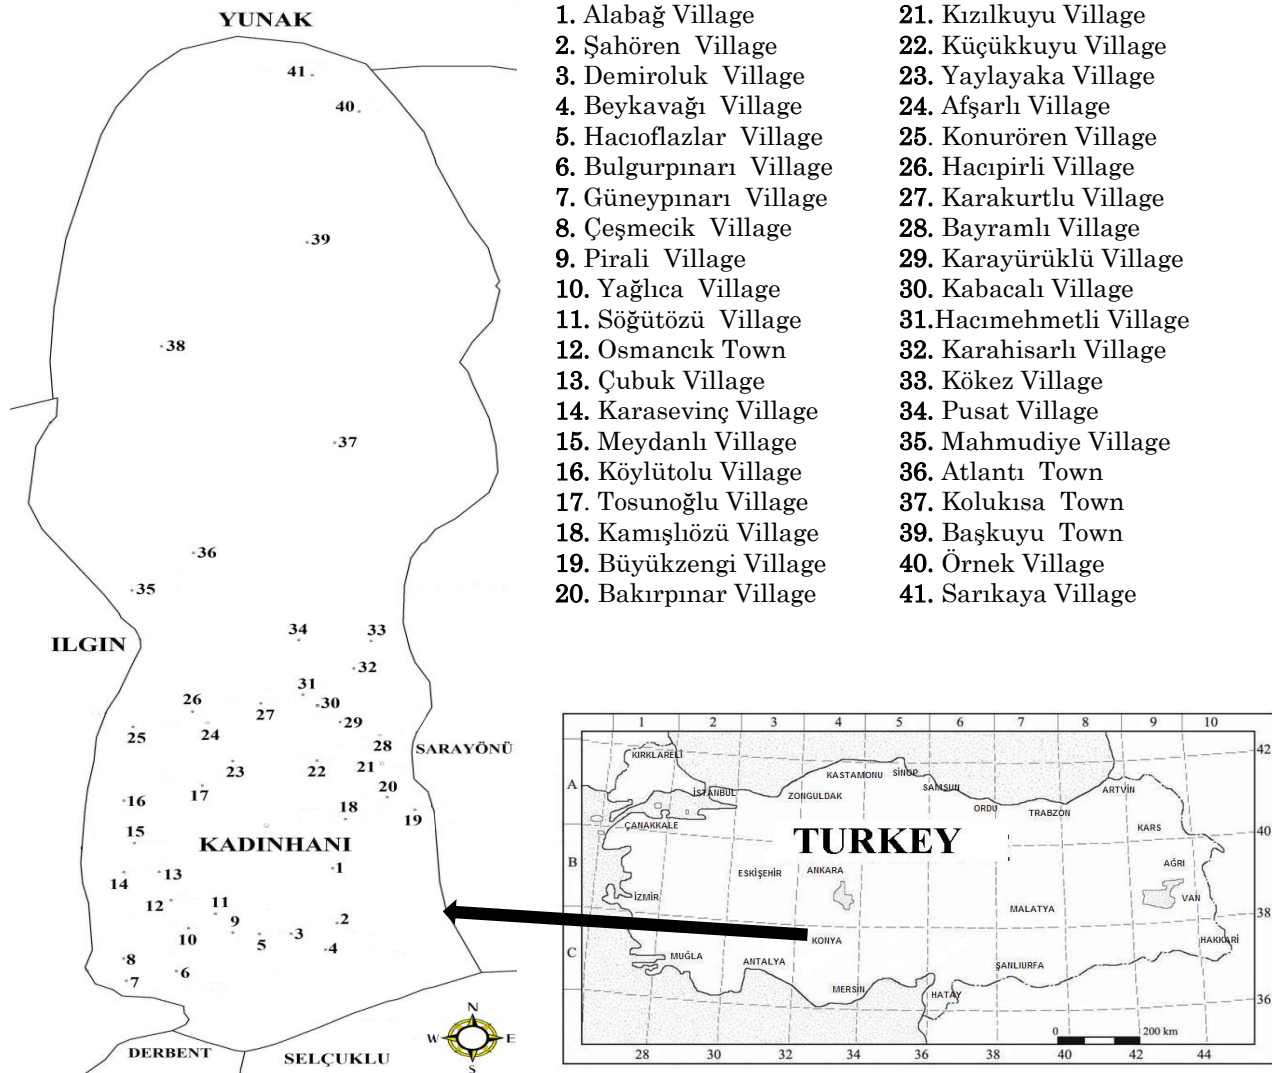 YUNAK
41
40
39
38
37
36
35
ILGIN
34
33
32
31
30
29
28
27
26
25
24
23
22
21
20
19
18
17
16
15
14
13
12
11
10
9
8
7
6
5
4
3
2
1
SARAYÖNÜ
KADINHANI
DERBENT
SELÇUKLU
N
W
E
S
1. Alabağ Village
2. Şahören Village
3. Demiroluk Village
4. Beykavağı Village
5. Hacıoflazlar Village
6. Bulgurpınarı Village
7. Güneypınarı Village
8. Çeşmecik Village
9. Pirali Village
10. Yağlıca Village
11. Söğütözü Village
12. Osmancık Town
13. Çubuk Village
14. Karasevinç Village
15. Meydanlı Village
16. Köylütolu Village
17. Tosunoğlu Village
18. Kamışlıözü Village
19. Büyükzengi Village
20. Bakırpınar Village
21. Kızılkuyu Village
22. Küçükkuyu Village
23. Yaylayaka Village
24. Afşarlı Village
25. Konurören Village
26. Hacıpirli Village
27. Karakurtlu Village
28. Bayramlı Village
29. Karayürüklü Village
30. Kabacalı Village
31.Hacımehmetli Village
32. Karahisarlı Village
33. Kökez Village
34. Pusat Village
35. Mahmudiye Village
36. Atlantı Town
37. Kolukısa Town
39. Başkuyu Town
40. Örnek Village
41. Sarıkaya Village
1 2 3 4 5 6 7 8 9 10
A
B
C
42
40
38
36
KIRKLARELİ
İSTANBUL
ÇANAKKALE
ZONGULDAK
KASTAMONU
SİNOP
SAMSUN
ORDU
TRABZON
ARTVİN
KARS
AĞRI
VAN
HAKKARİ
TURKEY
ESKİŞEHİR
ANKARA
İZMİR
MALATYA
KONYA
MUĞLA
ANTALYA
MERSİN
HATAY
ŞANLIURFA
0 200 km
28 30 32 34 36 38 40 42 44